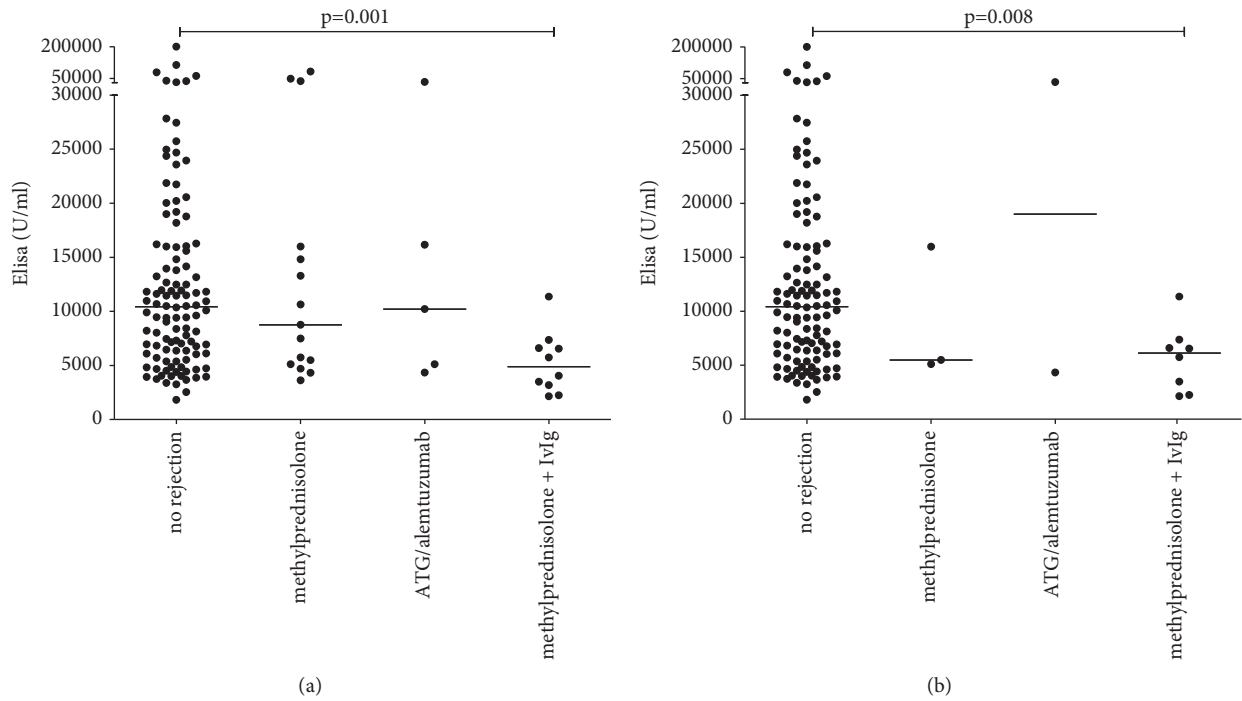 p=0.001
200000
50000
30000
25000
20000
15000
10000
5000
0
Elisa (U/ml)
no rejection
methylprednisolone
ATG/alemtuzumab
methylprednisolone + IvIg
(a)
p=0.008
200000
50000
30000
25000
20000
15000
10000
5000
0
Elisa (U/ml)
no rejection
methylprednisolone
ATG/alemtuzumab
methylprednisolone + IvIg
(b)